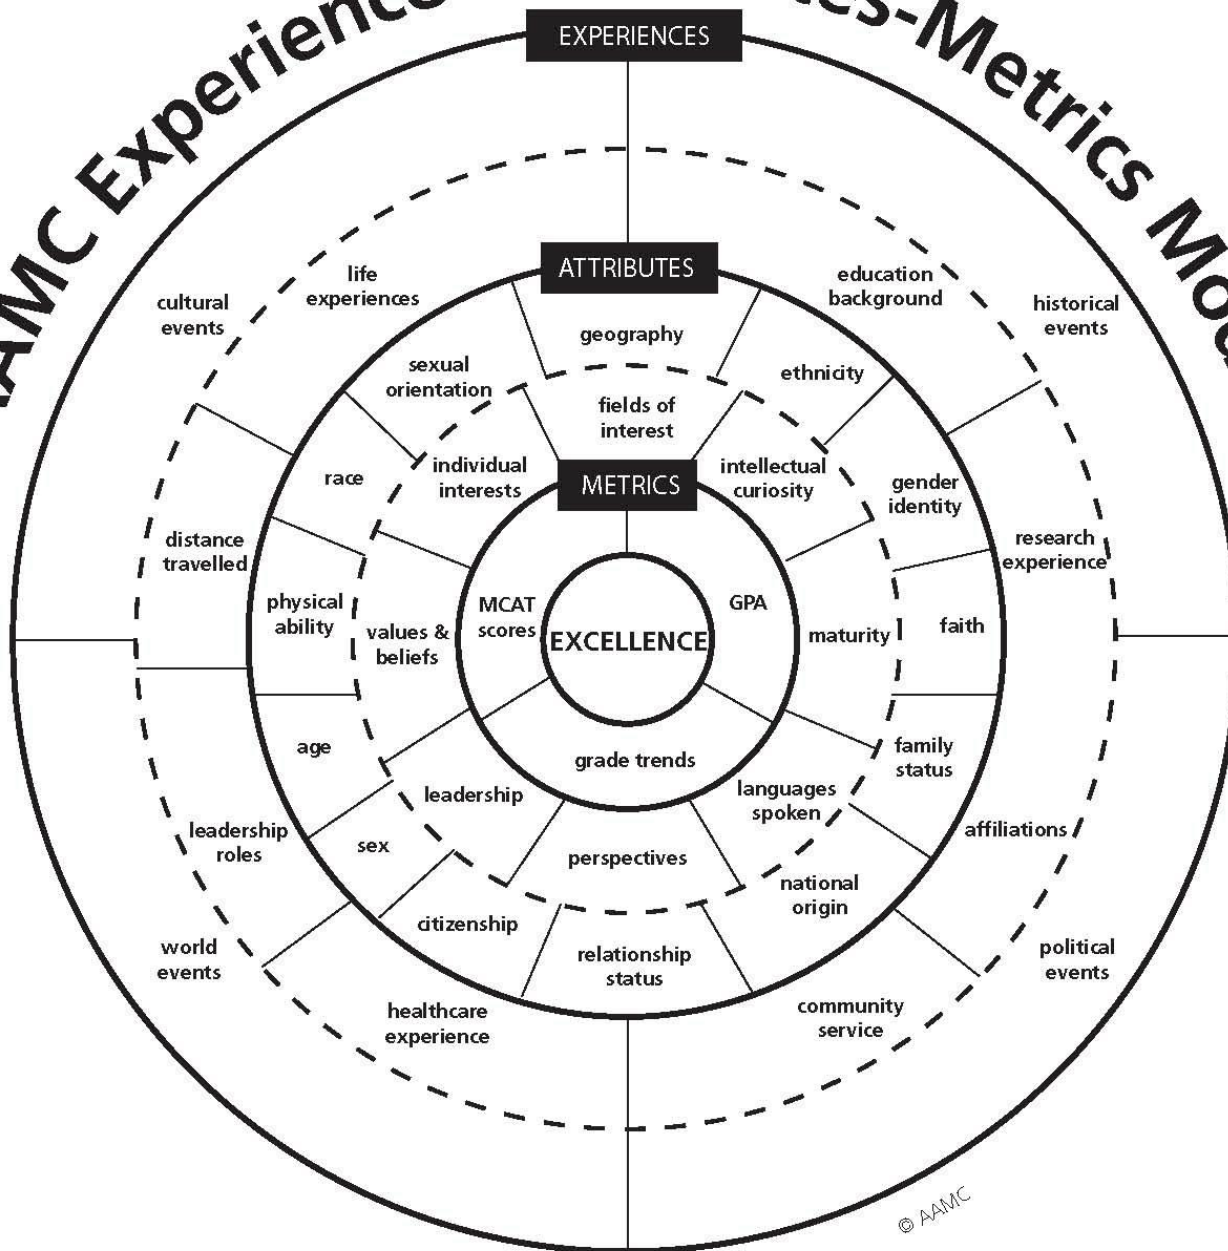 AAMC Experience
es-Metrics Mo
EXPERIENCES
ATTRIBUTES
METRICS
EXCELLENCE
cultural
events
life
experiences
education
background
historical
events
geography
sexual
orientation
ethnicity
fields of
interest
individual
interests
intellectual
curiosity
race
gender
identity
distance
travelled
research
experience
physical
ability
MCAT
scores
GPA
values &
beliefs
maturity
faith
age
grade trends
family
status
leadership
languages
spoken
leadership
roles
sex
perspectives
affiliations
citizenship
national
origin
world
events
relationship
status
political
events
healthcare
experience
community
service
© AAMC